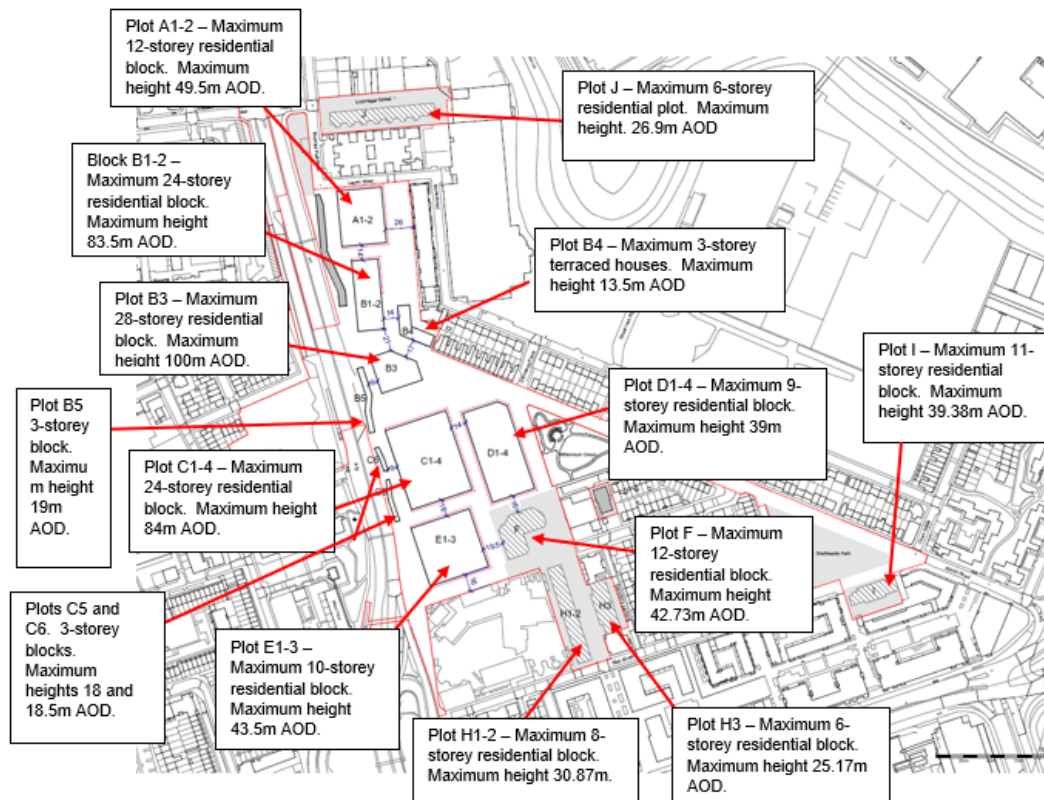 Plot A1-2 – Maximum
12-storey residential
block. Maximum
height 49.5m AOD.
Plot J – Maximum 6-storey
residential plot. Maximum
height. 26.9m AOD
Block B1-2 –
Maximum 24-storey
residential block.
Maximum height
83.5m AOD.
Plot B4 – Maximum 3-storey
terraced houses. Maximum
height 13.5m AOD
Plot B3 – Maximum
28-storey residential
block. Maximum
height 100m AOD.
Plot I – Maximum 11-
storey residential
block. Maximum
height 39.38m AOD.
Plot D1-4 – Maximum 9-
storey residential block.
Maximum height 39m
AOD.
Plot B5
3-storey
block.
Maximu
m height
19m
AOD.
Plot C1-4 – Maximum
24-storey residential
block. Maximum height
84m AOD.
Plot F – Maximum
12-storey
residential block.
Maximum height
42.73m AOD.
Plots C5 and
C6. 3-storey
blocks.
Maximum
heights 18 and
18.5m AOD.
Plot E1-3 –
Maximum 10-storey
residential block.
Maximum height
43.5m AOD.
Plot H1-2 – Maximum 8-
storey residential block.
Maximum height 30.87m.
Plot H3 – Maximum 6-
storey residential block.
Maximum height 25.17m
AOD.
J
A1-2
26
B1-2
B4
B3
B5
C6
C1-4
D1-4
E1-3
19.5
F
H1-2
H3
I